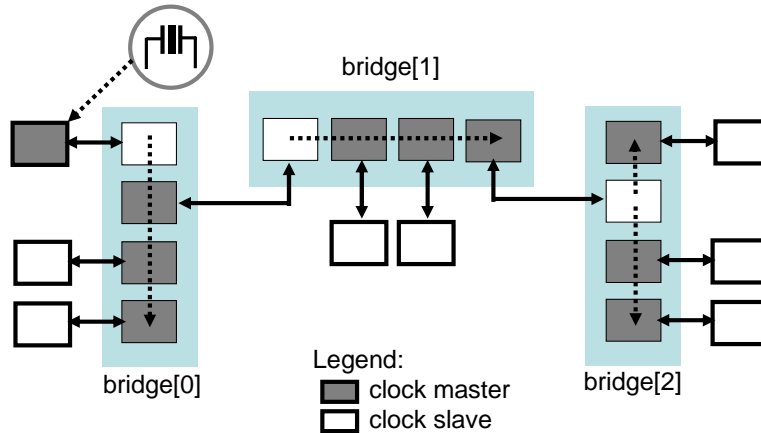 bridge[1]
bridge[0]
bridge[2]
Legend:
clock master
clock slave